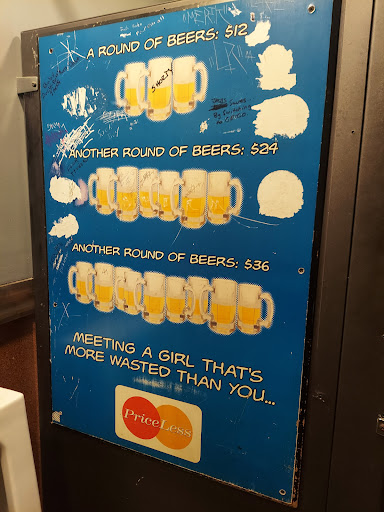 A ROUND OF BEERS: $12
SHORTY
ANOTHER ROUND OF BEERS: $24
ANOTHER ROUND OF BEERS: $36
MEETING A GIRL THAT'S
MORE WASTED THAN YOU...
PriceLess